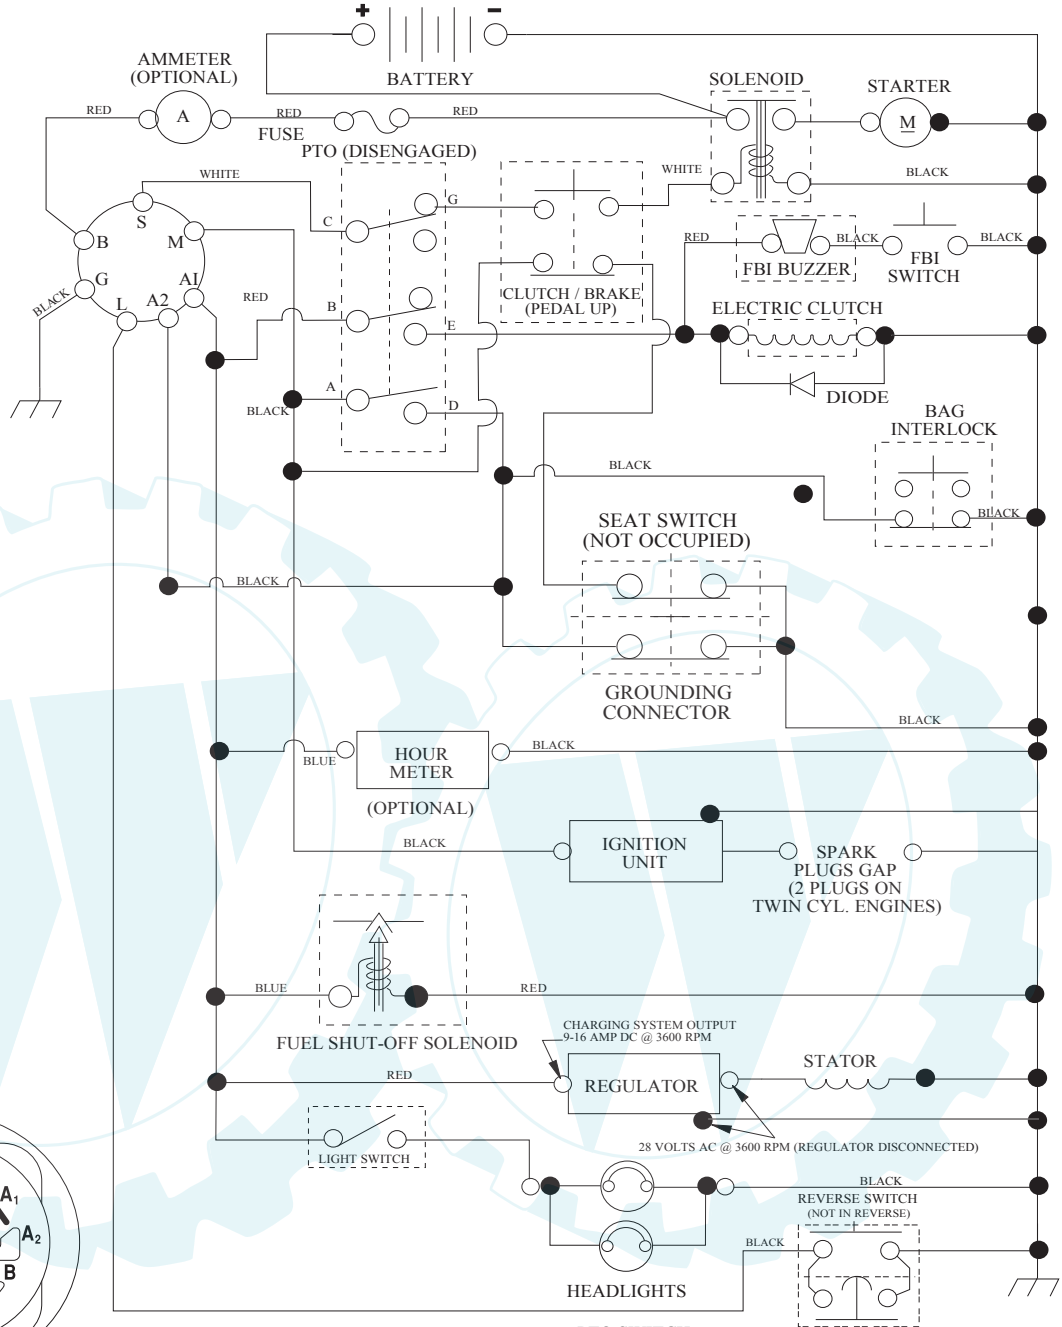 +
-
BATTERY
AMMETER
(OPTIONAL)
SOLENOID
STARTER
RED
A
RED
FUSE
RED
M
PTO (DISENGAGED)
WHITE
WHITE
BLACK
S
M
B
G
C
G
RED
BLACK
BLACK
FBI BUZZER
FBI
SWITCH
BLACK
L
A2
A1
RED
B
E
CLUTCH / BRAKE
(PEDAL UP)
ELECTRIC CLUTCH
DIODE
A
BLACK
D
BAG
INTERLOCK
BLACK
BLACK
SEAT SWITCH
(NOT OCCUPIED)
BLACK
GROUNDING
CONNECTOR
BLACK
BLUE
HOUR
METER
BLACK
(OPTIONAL)
BLACK
IGNITION
UNIT
SPARK
PLUGS GAP
(2 PLUGS ON
TWIN CYL. ENGINES)
BLUE
RED
FUEL SHUT-OFF SOLENOID
CHARGING SYSTEM OUTPUT
9-16 AMP DC @ 3600 RPM
RED
REGULATOR
STATOR
28 VOLTS AC @ 3600 RPM (REGULATOR DISCONNECTED)
LIGHT SWITCH
BLACK
REVERSE SWITCH
(NOT IN REVERSE)
A1
A2
B
BLACK
HEADLIGHTS